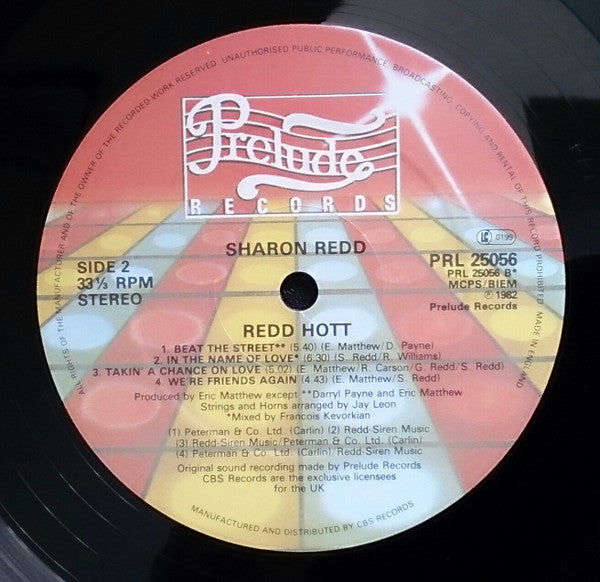 ALL RIGHTS OF THE MANUFACTURER AND OF THE OWNER OF THE RECORDED WORK RESERVED. UNAUTHORISED PUBLIC PERFORMANCE, BROADCASTING, COPYING AND RENTAL OF THIS RECORD PROHIBITED. MADE IN ENGLAND
Prelude
RECORDS
SHARON REDD
SIDE 2
33⅓ RPM
STEREO
LC 0199
PRL 25056
PRL 25056 B*
MCPS/BIEM
℗ 1982
Prelude Records
REDD HOTT
1. BEAT THE STREET** (5.40) (E. Matthew/D. Payne)
2. IN THE NAME OF LOVE* (6.30) (S. Redd/R. Williams)
3. TAKIN' A CHANCE ON LOVE (5.02) (E. Matthew/R. Carson/G. Redd/S. Redd)
4. WE'RE FRIENDS AGAIN (4.43) (E. Matthew/S. Redd)
Produced by Eric Matthew except **Darryl Payne and Eric Matthew
Strings and Horns arranged by Jay Leon
*Mixed by Francois Kevorkian
(1) Peterman & Co. Ltd. (Carlin) (2) Redd-Siren Music
(3) Redd-Siren Music/Peterman & Co. Ltd. (Carlin)
(4) Peterman & Co. Ltd. (Carlin)/Redd-Siren Music
Original sound recording made by Prelude Records
CBS Records are the exclusive licensees
for the UK
MANUFACTURED AND DISTRIBUTED BY CBS RECORDS